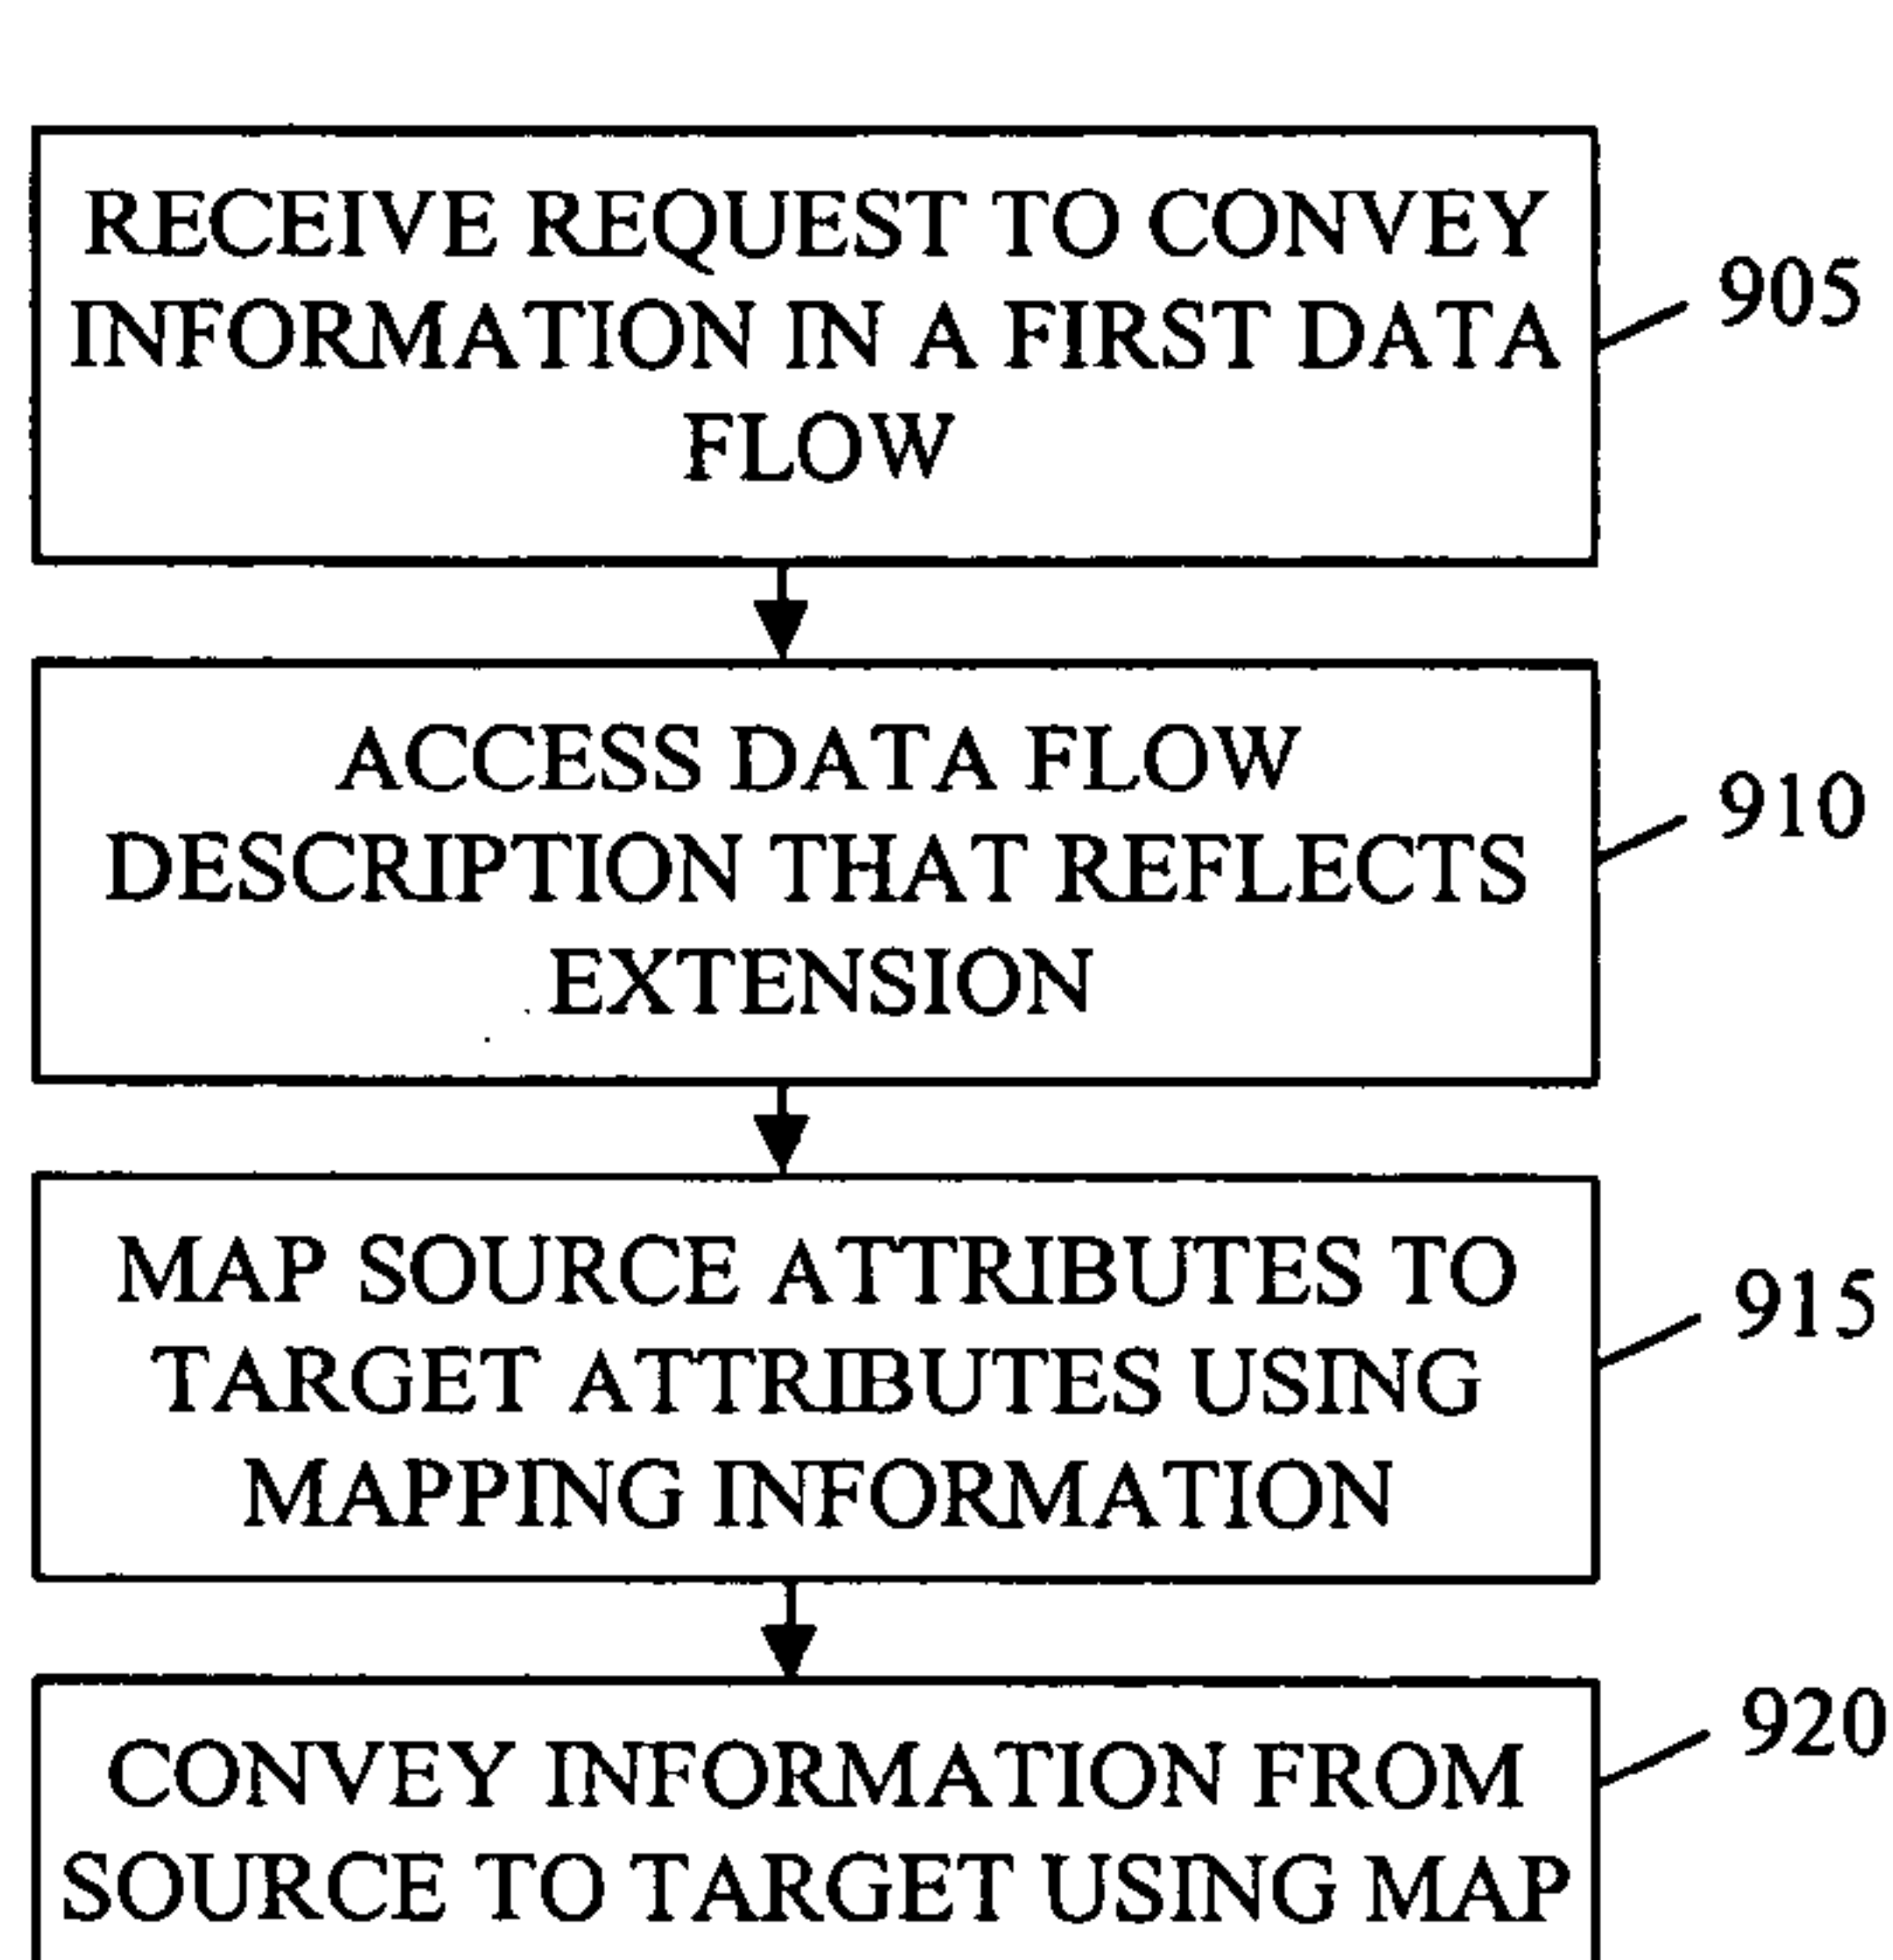 RECEIVE REQUEST TO CONVEY
INFORMATION IN A FIRST DATA
FLOW
905
ACCESS DATA FLOW
DESCRIPTION THAT REFLECTS
EXTENSION
910
MAP SOURCE ATTRIBUTES TO
TARGET ATTRIBUTES USING
MAPPING INFORMATION
915
CONVEY INFORMATION FROM
SOURCE TO TARGET USING MAP
920